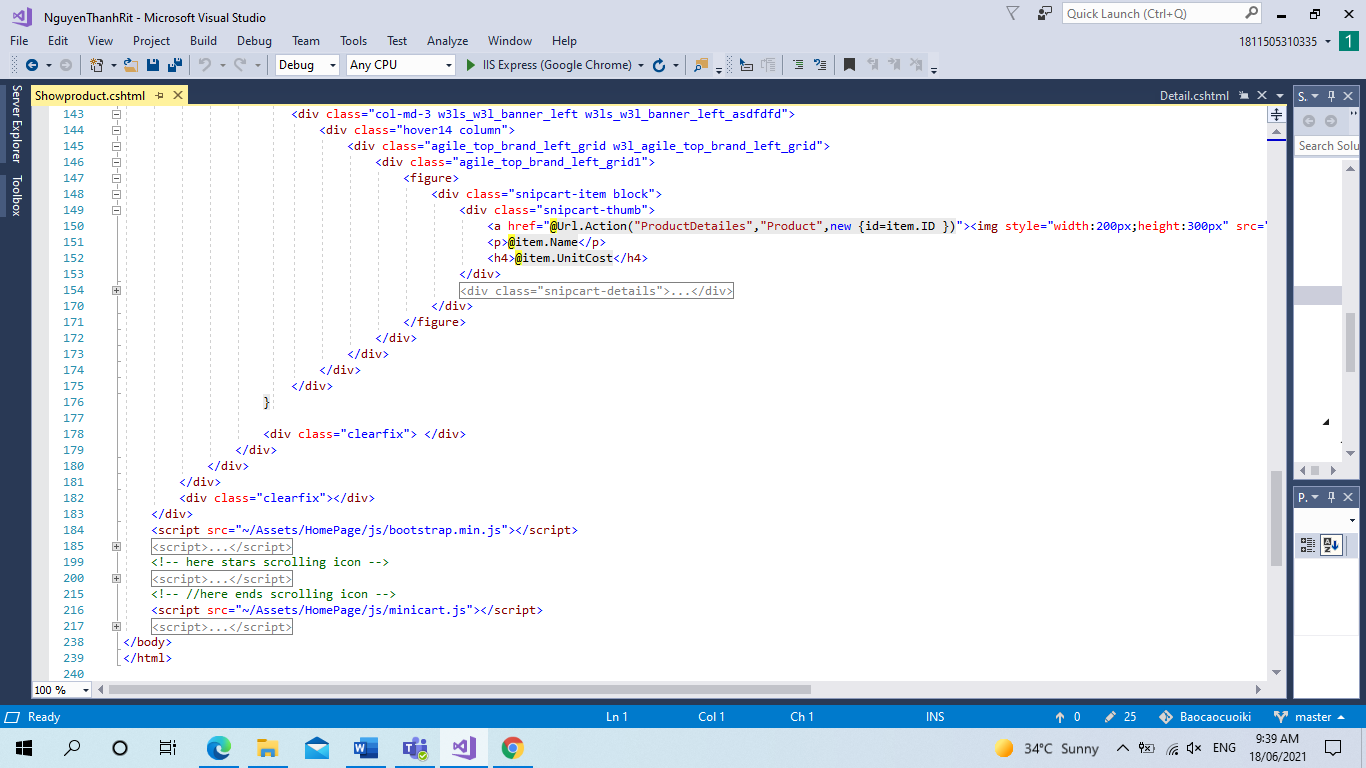 NguyenThanhRit - Microsoft Visual Studio
Quick Launch (Ctrl+Q)
File Edit View Project Build Debug Team Tools Test Analyze Window Help
1811505310335
1
Debug Any CPU IIS Express (Google Chrome)
Server Explorer
Toolbox
Showproduct.cshtml Detail.cshtml
S.
Search Solu
143 <div class="col-md-3 w3ls_w3l_banner_left w3ls_w3l_banner_left_asdfdfd">
144 <div class="hover14 column">
145 <div class="agile_top_brand_left_grid w3l_agile_top_brand_left_grid">
146 <div class="agile_top_brand_left_grid1">
147 <figure>
148 <div class="snipcart-item block">
149 <div class="snipcart-thumb">
150 <a href="@Url.Action("ProductDetailes","Product",new {id=item.ID })"><img style="width:200px;height:300px" src="
151 <p>@item.Name</p>
152 <h4>@item.UnitCost</h4>
153 </div>
154 <div class="snipcart-details">...</div>
170 </div>
171 </figure>
172 </div>
173 </div>
174 </div>
175 </div>
176 }
177
178 <div class="clearfix"> </div>
179 </div>
180 </div>
181 </div>
182 <div class="clearfix"></div>
183 </div>
184 <script src="~/Assets/HomePage/js/bootstrap.min.js"></script>
185 <script>...</script>
199 <!-- here stars scrolling icon -->
200 <script>...</script>
215 <!-- //here ends scrolling icon -->
216 <script src="~/Assets/HomePage/js/minicart.js"></script>
217 <script>...</script>
238 </body>
239 </html>
240
P.
100 %
Ready Ln 1 Col 1 Ch 1 INS 0 25 Baocaocuoiki master
34°C Sunny ENG 9:39 AM
18/06/2021